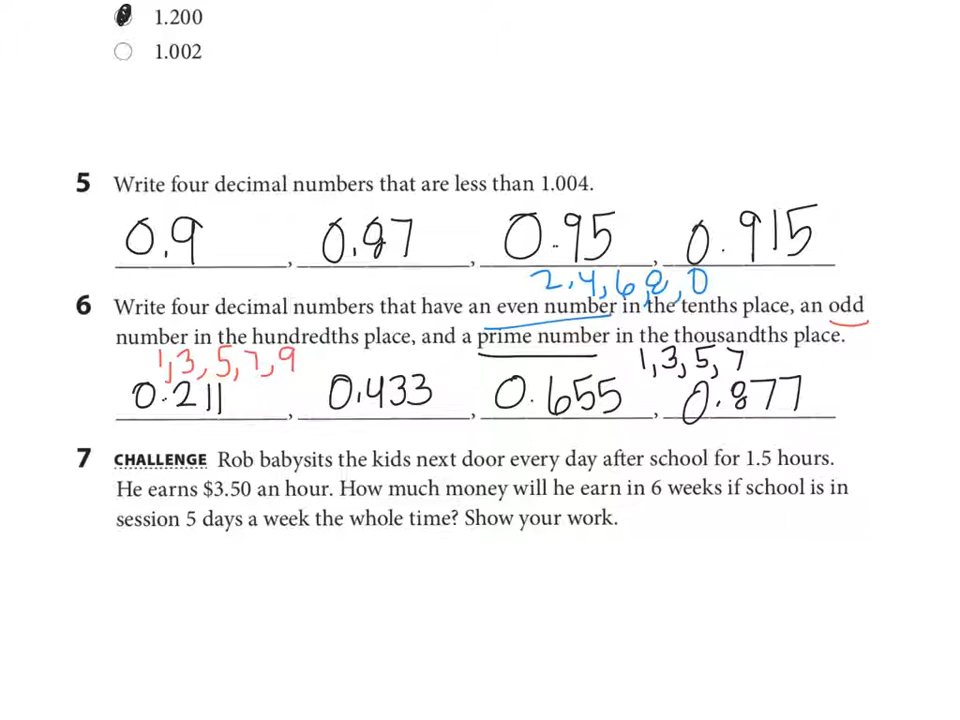 1.200
1.002
5 Write four decimal numbers that are less than 1.004.
0.9, 0.87, 0.95, 0.915
2,4,6,8,0
6 Write four decimal numbers that have an even number in the tenths place, an odd
number in the hundredths place, and a prime number in the thousandths place.
1,3,5,7,9 1,3,5,7
0.211, 0.433, 0.655, 0.877
7 CHALLENGE Rob babysits the kids next door every day after school for 1.5 hours.
He earns $3.50 an hour. How much money will he earn in 6 weeks if school is in
session 5 days a week the whole time? Show your work.